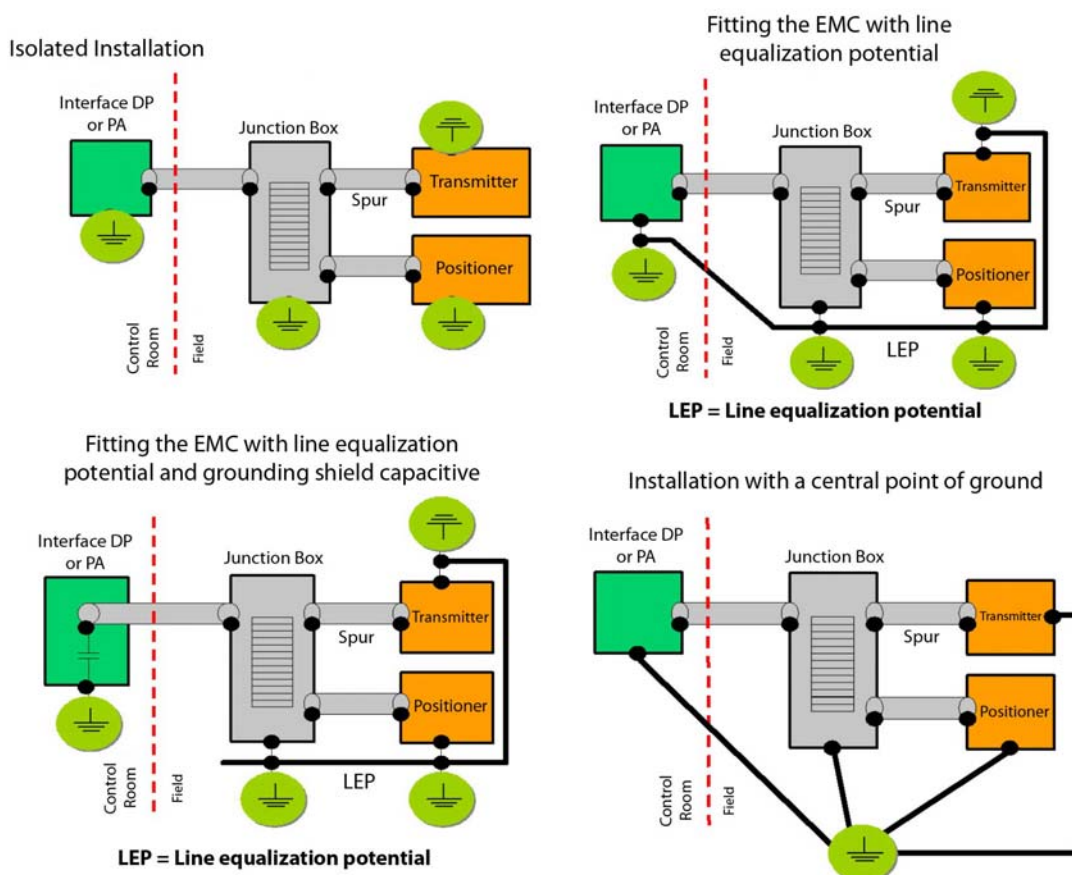 Isolated Installation
Interface DP
or PA
Junction Box
Transmitter
Spur
Positioner
Control
Room
Field
Fitting the EMC with line
equalization potential
Interface DP
or PA
Junction Box
Transmitter
Spur
Positioner
Control
Room
Field
LEP
LEP = Line equalization potential
Fitting the EMC with line equalization
potential and grounding shield capacitive
Interface DP
or PA
Junction Box
Transmitter
Spur
Positioner
Control
Room
Field
LEP
LEP = Line equalization potential
Installation with a central point of ground
Interface DP
or PA
Junction Box
Transmitter
Spur
Positioner
Control
Room
Field